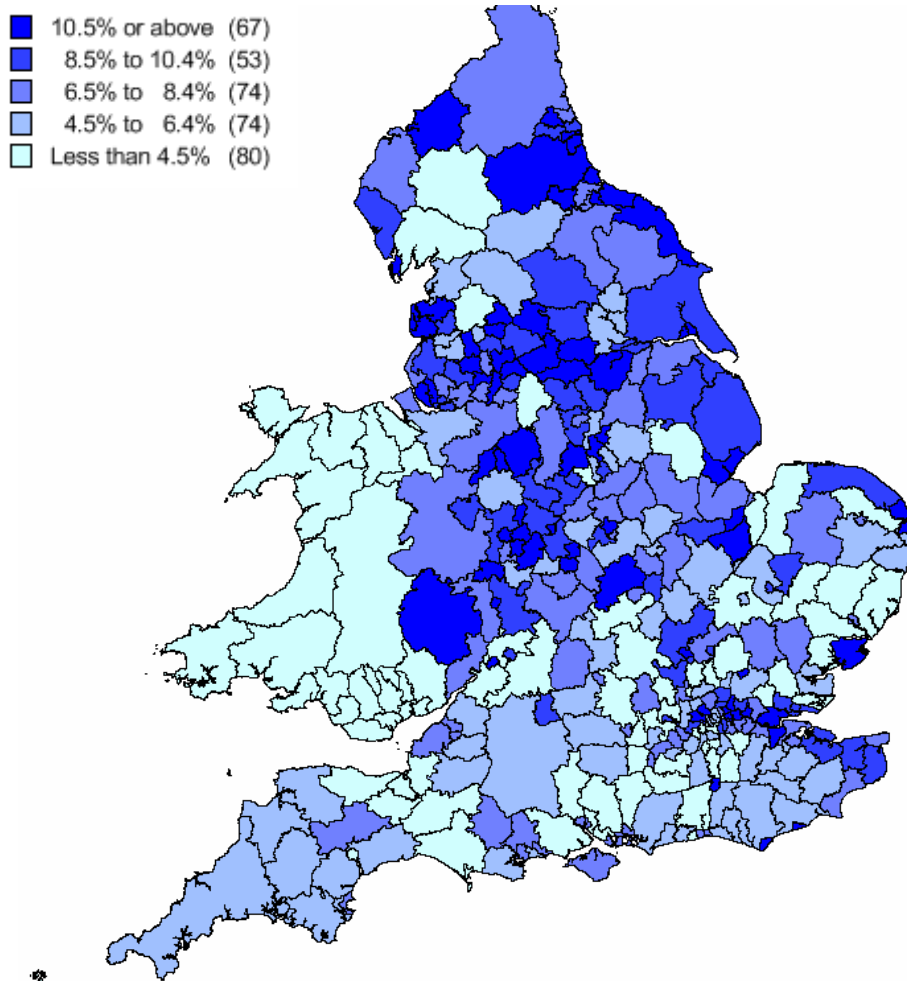 10.5% or above (67)
8.5% to 10.4% (53)
6.5% to 8.4% (74)
4.5% to 6.4% (74)
Less than 4.5% (80)